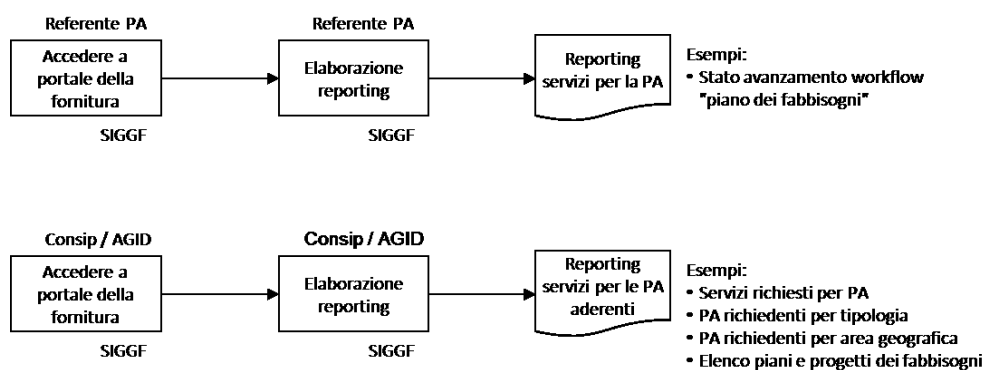 Referente PA
Accedere a
portale della
fornitura
SIGGF
Referente PA
Elaborazione
reporting
SIGGF
Reporting
servizi per la PA
Esempi:
• Stato avanzamento workflow
"piano dei fabbisogni"
Consip / AGID
Accedere a
portale della
fornitura
SIGGF
Consip / AGID
Elaborazione
reporting
SIGGF
Reporting
servizi per le PA
aderenti
Esempi:
• Servizi richiesti per PA
• PA richiedenti per tipologia
• PA richiedenti per area geografica
• Elenco piani e progetti dei fabbisogni